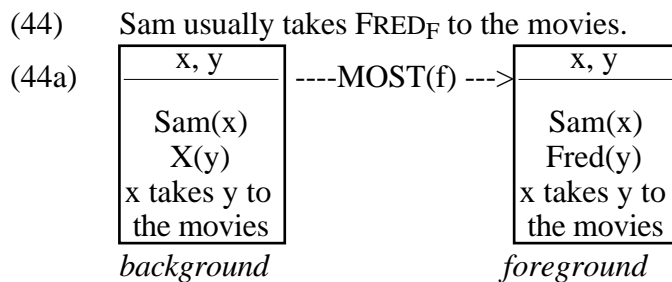 (44) Sam usually takes FRED_F to the movies.
(44a) x, y ----MOST(f) ---> x, y
Sam(x) Sam(x)
X(y) Fred(y)
x takes y to x takes y to
the movies the movies
background foreground